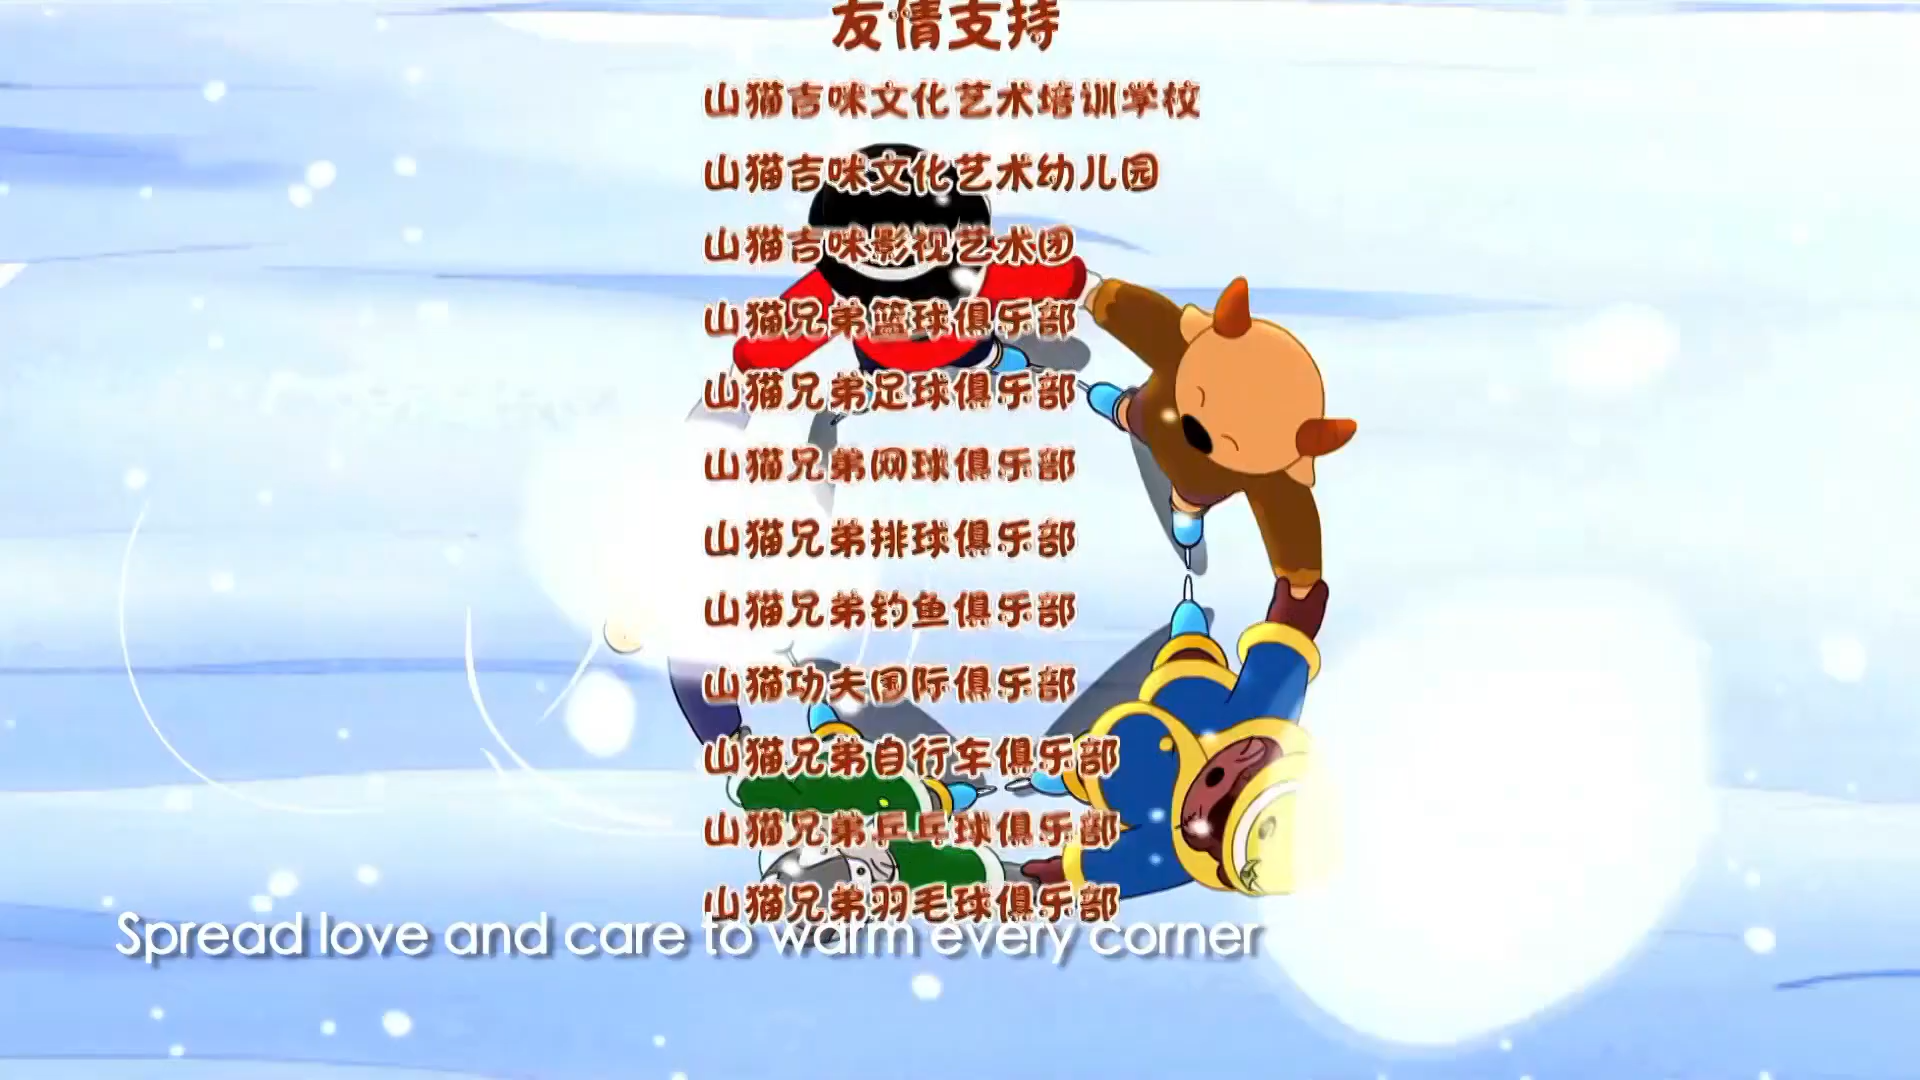 友情支持
山猫吉咪文化艺术培训学校
山猫吉咪文化艺术幼儿园
山猫吉咪影视艺术团
山猫兄弟篮球俱乐部
山猫兄弟足球俱乐部
山猫兄弟网球俱乐部
山猫兄弟排球俱乐部
山猫兄弟钓鱼俱乐部
山猫功夫国际俱乐部
山猫兄弟自行车俱乐部
山猫兄弟乒乓球俱乐部
山猫兄弟羽毛球俱乐部
Spread love and care to warm every corner